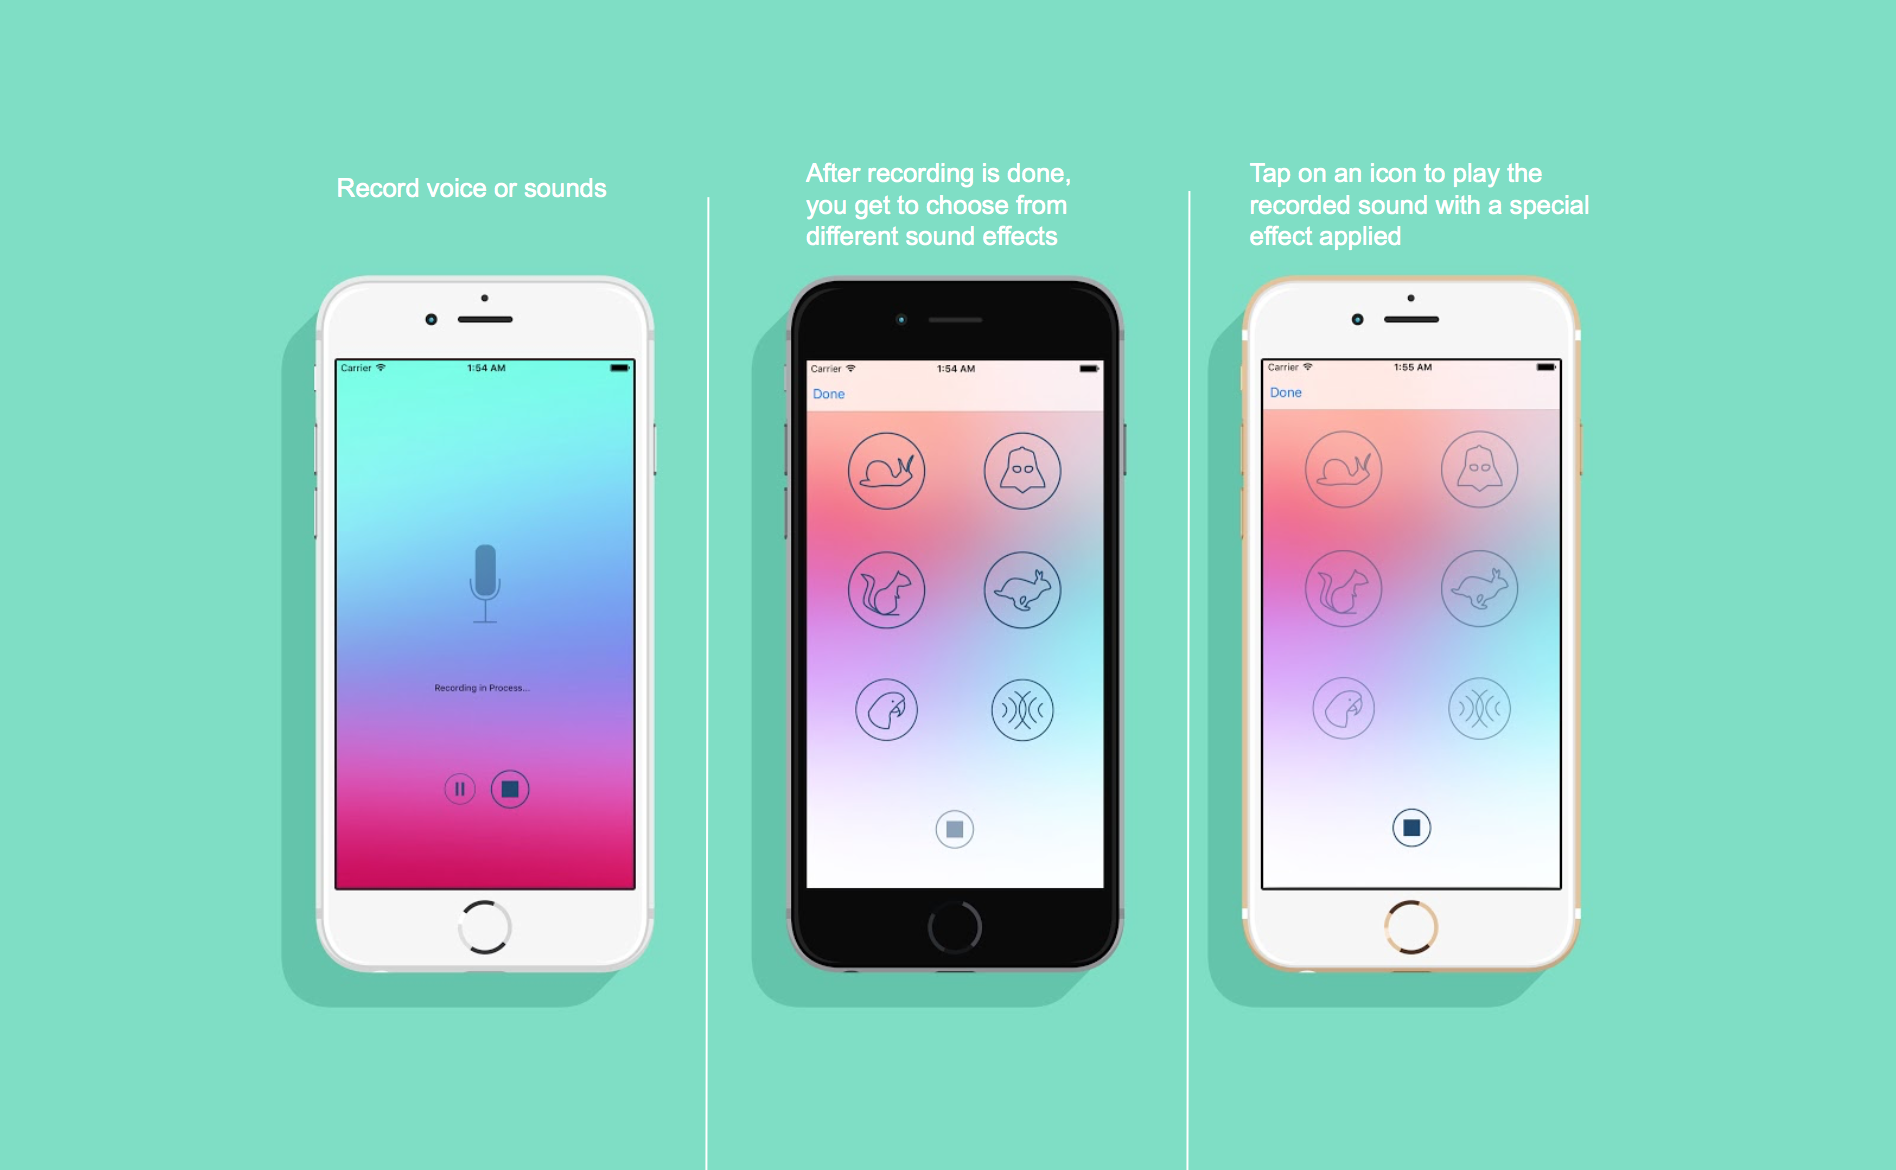 Record voice or sounds
After recording is done,
you get to choose from
different sound effects
Tap on an icon to play the
recorded sound with a special
effect applied
Carrier 1:54 AM
Recording in Process...
Carrier 1:54 AM
Done
Carrier 1:55 AM
Done